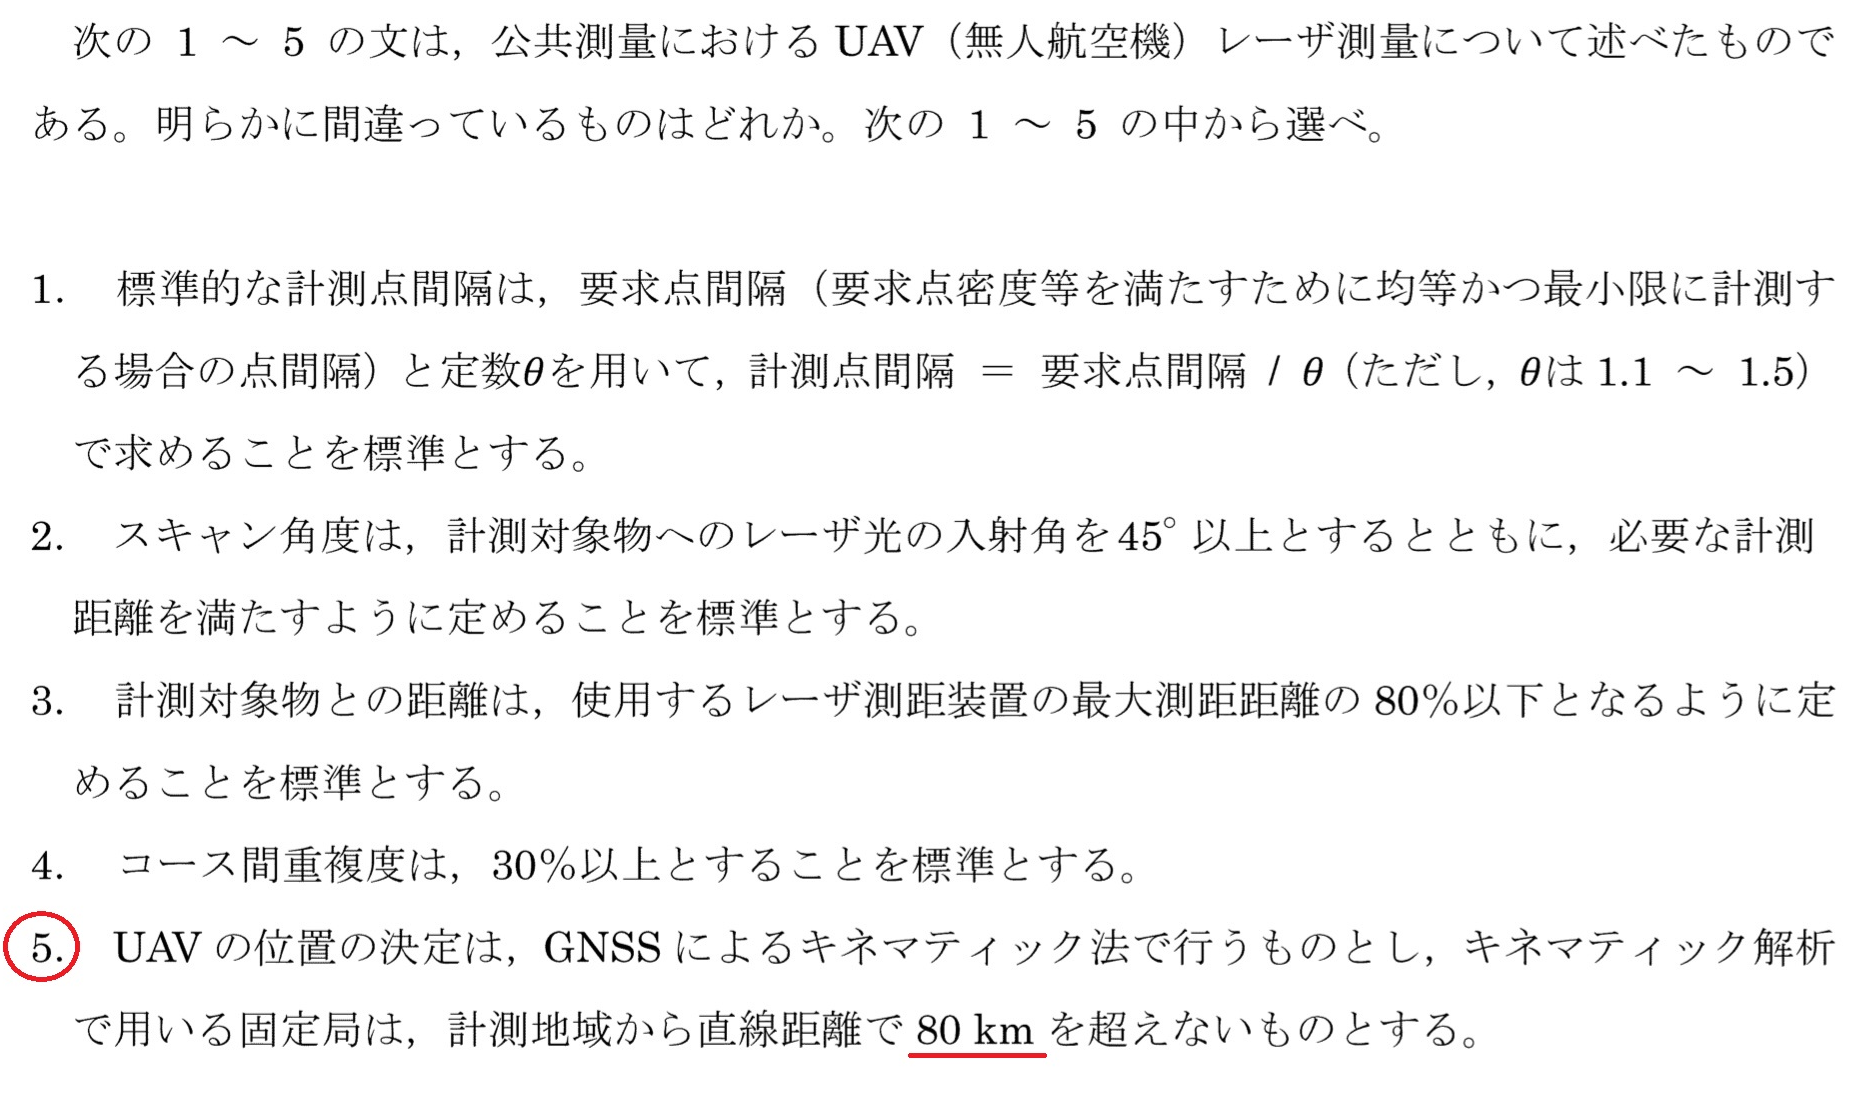 次の 1 ～ 5 の文は，公共測量における UAV（無人航空機）レーザ測量について述べたもので
ある。明らかに間違っているものはどれか。次の 1 ～ 5 の中から選べ。
1. 標準的な計測点間隔は，要求点間隔（要求点密度等を満たすために均等かつ最小限に計測す
る場合の点間隔）と定数θを用いて，計測点間隔 ＝ 要求点間隔 / θ（ただし，θは 1.1 ～ 1.5）
で求めることを標準とする。
2. スキャン角度は，計測対象物へのレーザ光の入射角を45° 以上とするとともに，必要な計測
距離を満たすように定めることを標準とする。
3. 計測対象物との距離は，使用するレーザ測距装置の最大測距距離の 80％以下となるように定
めることを標準とする。
4. コース間重複度は，30％以上とすることを標準とする。
5. UAV の位置の決定は，GNSS によるキネマティック法で行うものとし，キネマティック解析
で用いる固定局は，計測地域から直線距離で 80 km を超えないものとする。